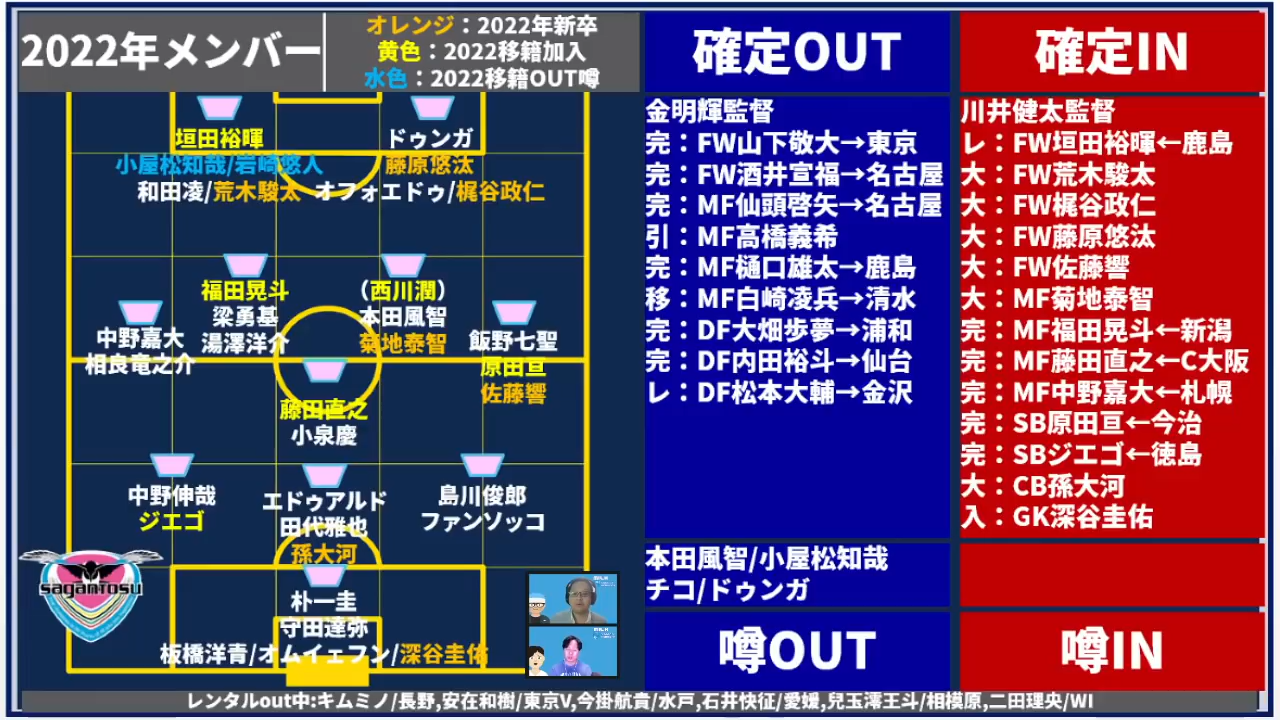 2022年メンバー
オレンジ：2022年新卒
黄色：2022移籍加入
水色：2022移籍OUT噂
垣田裕暉
ドゥンガ
小屋松知哉/岩崎悠人
藤原悠汰
和田凌/荒木駿太
オフォエドゥ/梶谷政仁
福田晃斗
梁勇基
湯澤洋介
（西川潤）
本田風智
菊地泰智
中野嘉大
相良竜之介
飯野七聖
原田亘
佐藤響
藤田直之
小泉慶
中野伸哉
ジエゴ
エドゥアルド
田代雅也
孫大河
島川俊郎
ファンソッコ
sagantosu
朴一圭
守田達弥
板橋洋青/オムイェフン/深谷圭佑
確定OUT
金明輝監督
完：FW山下敬大→東京
完：FW酒井宣福→名古屋
完：MF仙頭啓矢→名古屋
引：MF高橋義希
完：MF樋口雄太→鹿島
移：MF白崎凌兵→清水
完：DF大畑歩夢→浦和
完：DF内田裕斗→仙台
レ：DF松本大輔→金沢
本田風智/小屋松知哉
チコ/ドゥンガ
噂OUT
確定IN
川井健太監督
レ：FW垣田裕暉←鹿島
大：FW荒木駿太
大：FW梶谷政仁
大：FW藤原悠汰
大：FW佐藤響
大：MF菊地泰智
完：MF福田晃斗←新潟
完：MF藤田直之←C大阪
完：MF中野嘉大←札幌
完：SB原田亘←今治
完：SBジエゴ←徳島
大：CB孫大河
入：GK深谷圭佑
噂IN
レンタルout中:キムミノ/長野,安在和樹/東京V,今掛航貴/水戸,石井快征/愛媛,兒玉澪王斗/相模原,二田理央/WI